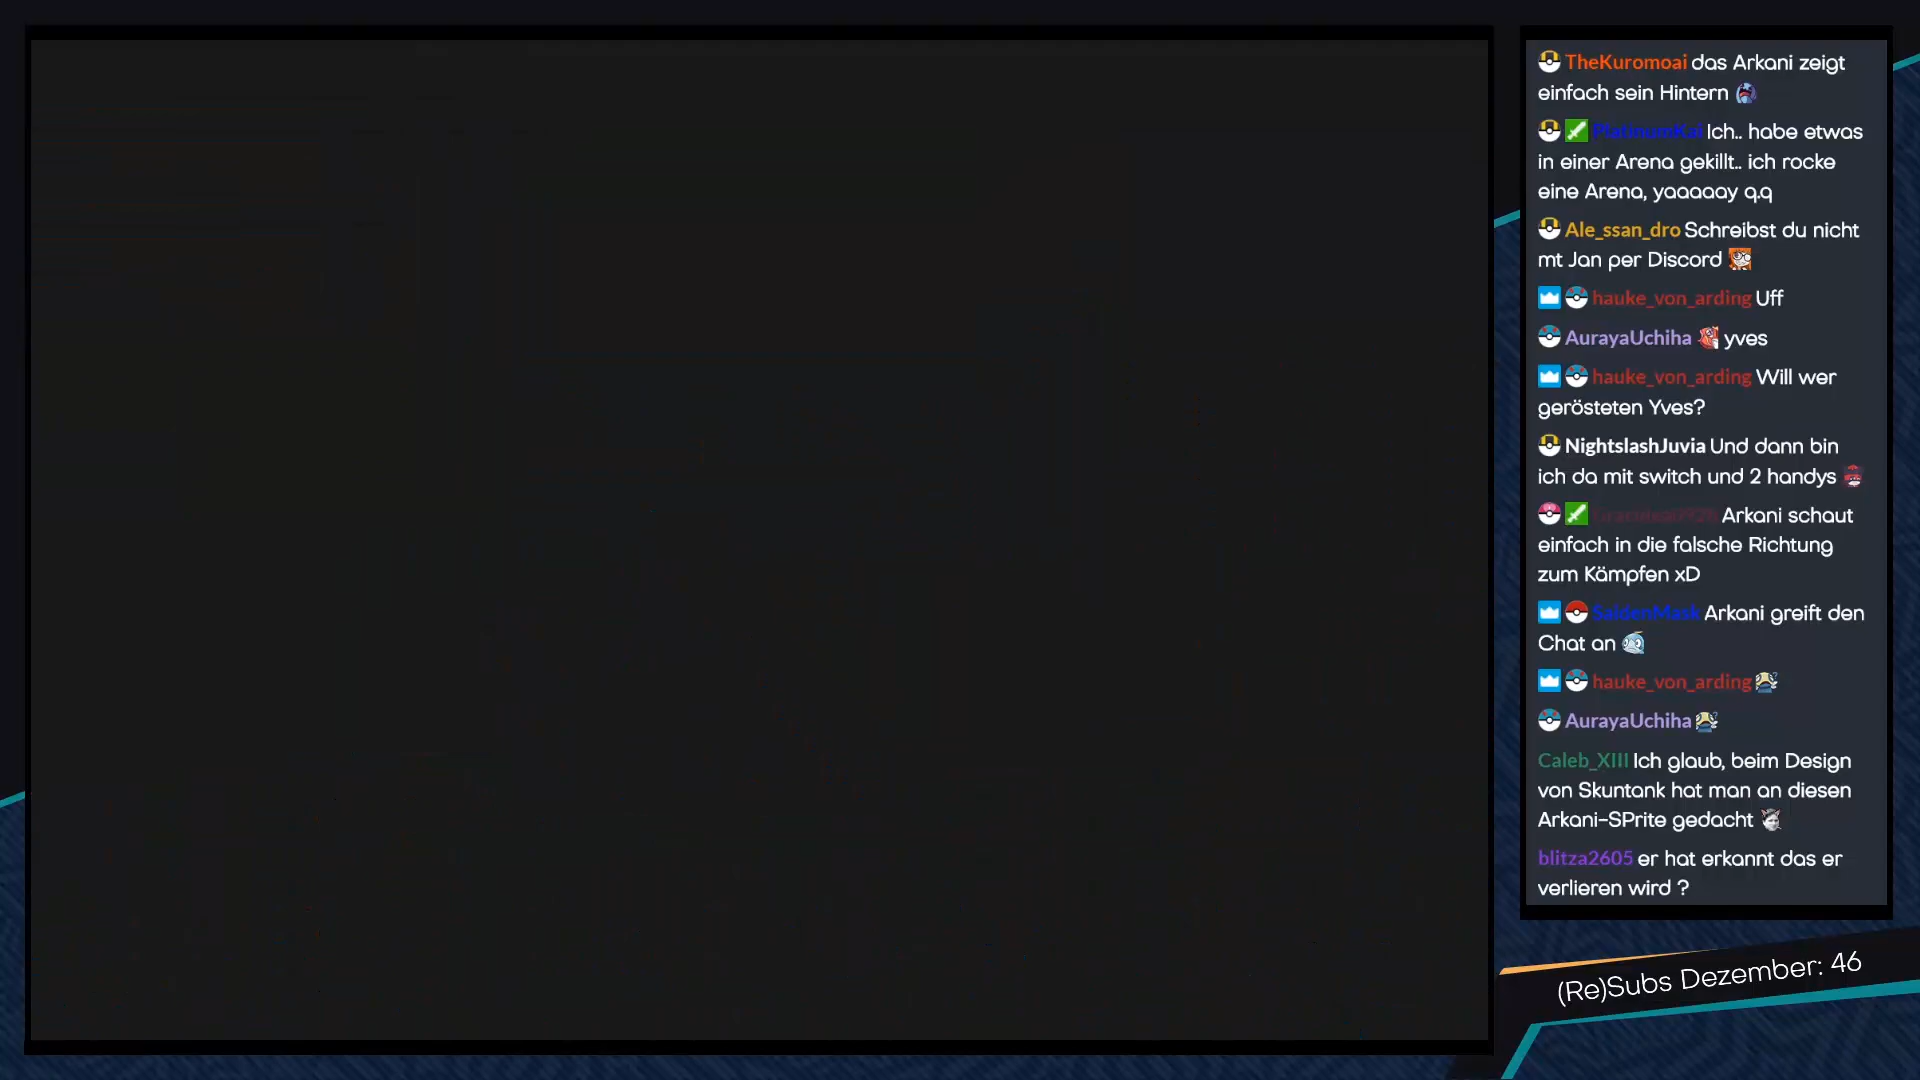 TheKuromoai das Arkani zeigt
einfach sein Hintern
PlatinumKai Ich.. habe etwas
in einer Arena gekillt.. ich rocke
eine Arena, yaaaaay q.q
Ale_ssan_dro Schreibst du nicht
mt Jan per Discord
hauke_von_arding Uff
AurayaUchiha yves
hauke_von_arding Will wer
gerösteten Yves?
NightslashJuvia Und dann bin
ich da mit switch und 2 handys
Arkani schaut
einfach in die falsche Richtung
zum Kämpfen xD
SaidenMask Arkani greift den
Chat an
hauke_von_arding
AurayaUchiha
Caleb_XIII Ich glaub, beim Design
von Skuntank hat man an diesen
Arkani-SPrite gedacht
blitza2605 er hat erkannt das er
verlieren wird ?
(Re)Subs Dezember: 46